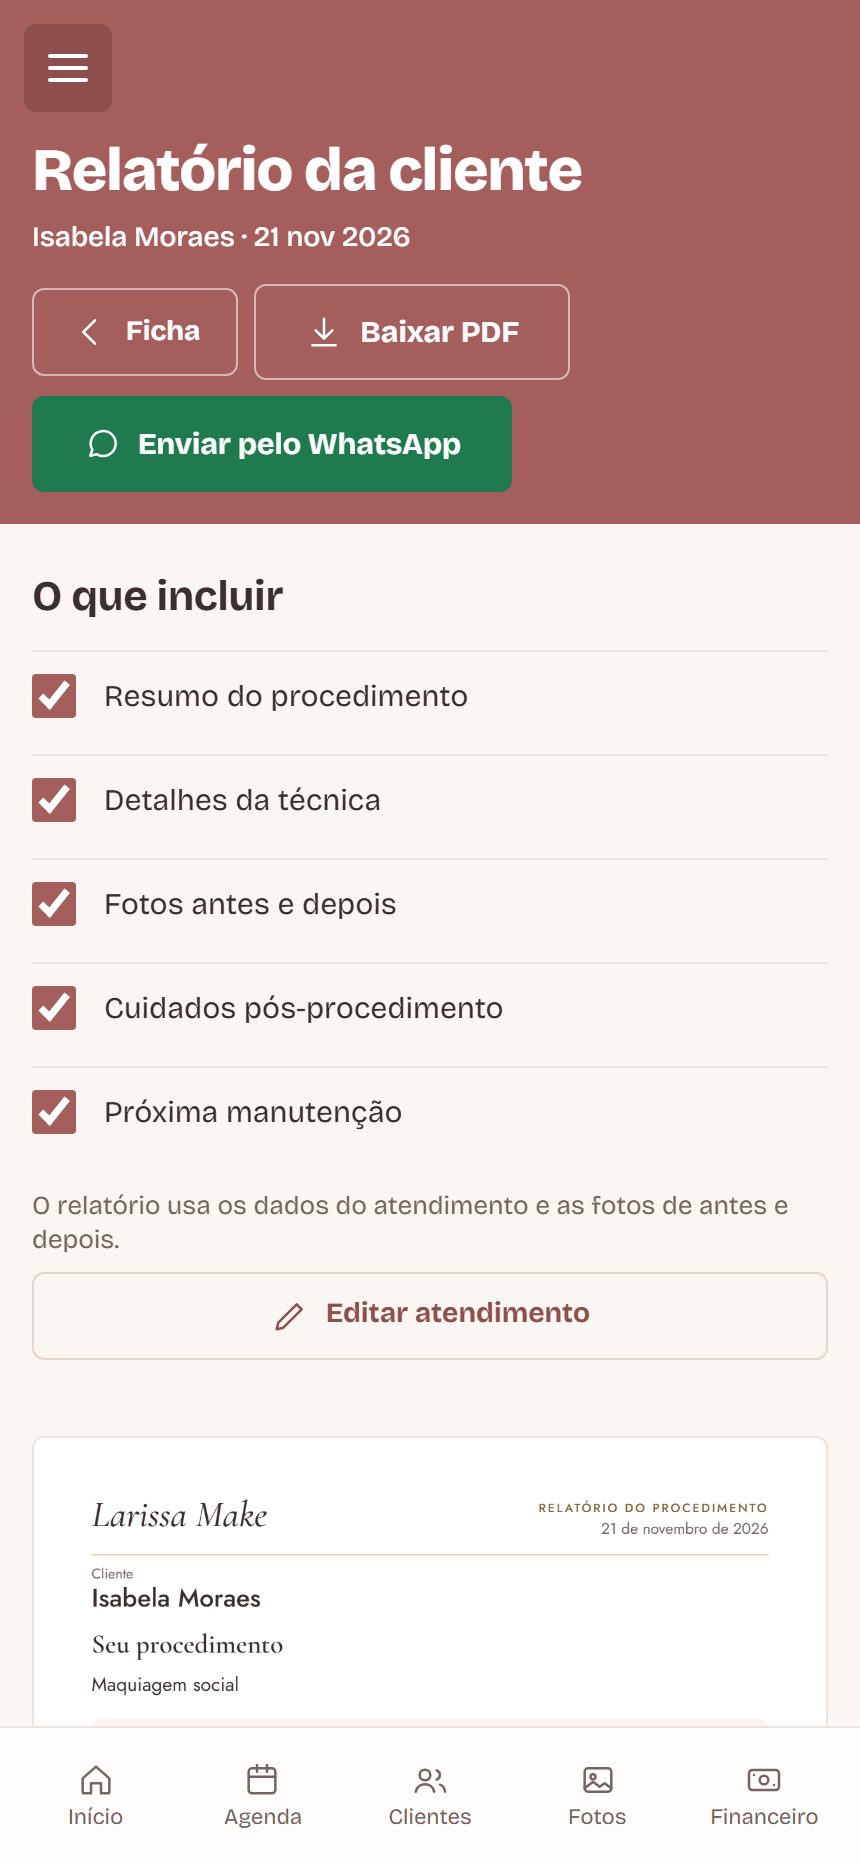 Relatório da cliente
Isabela Moraes · 21 nov 2026
Ficha
Baixar PDF
Enviar pelo WhatsApp
O que incluir
Resumo do procedimento
Detalhes da técnica
Fotos antes e depois
Cuidados pós-procedimento
Próxima manutenção
O relatório usa os dados do atendimento e as fotos de antes e
depois.
Editar atendimento
Larissa Make
RELATÓRIO DO PROCEDIMENTO
21 de novembro de 2026
Cliente
Isabela Moraes
Seu procedimento
Maquiagem social
Início
Agenda
Clientes
Fotos
Financeiro